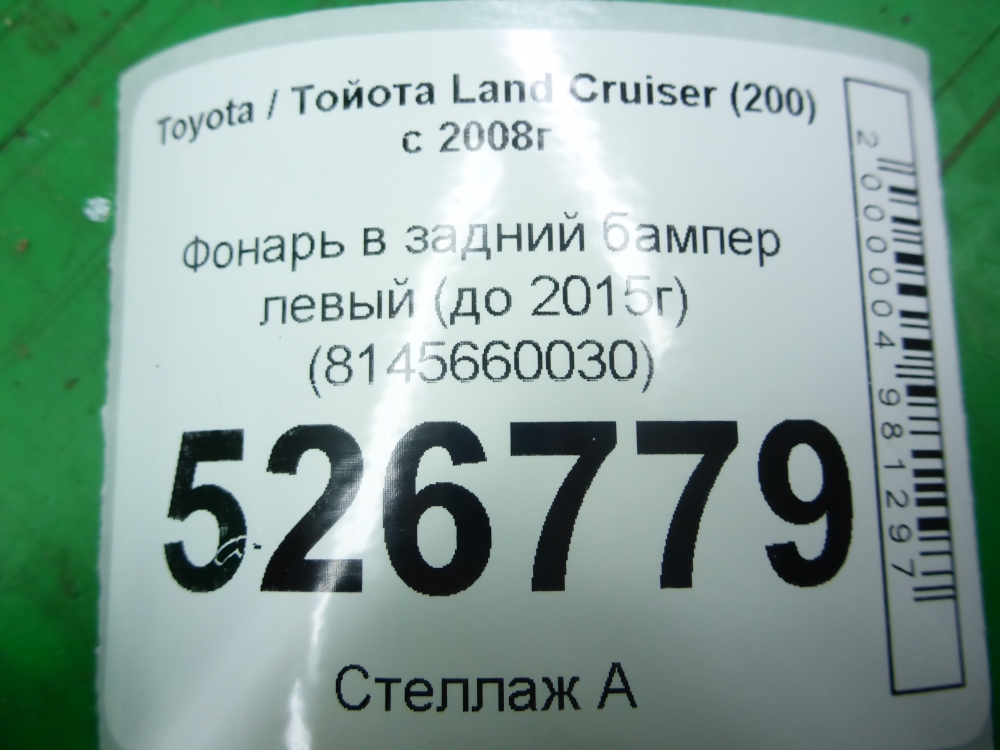 Toyota / Тойота Land Cruiser (200)
с 2008г
Фонарь в задний бампер
левый (до 2015г)
(8145660030)
526779
Стеллаж А
2000004981297